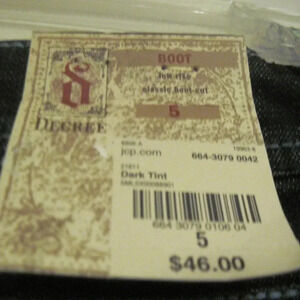 BOOT
low rise
classic boot cut
5
DEGREE
jcp.com
664-3079 0042
Dark Tint
664 3079 0106 04
5
$46.00